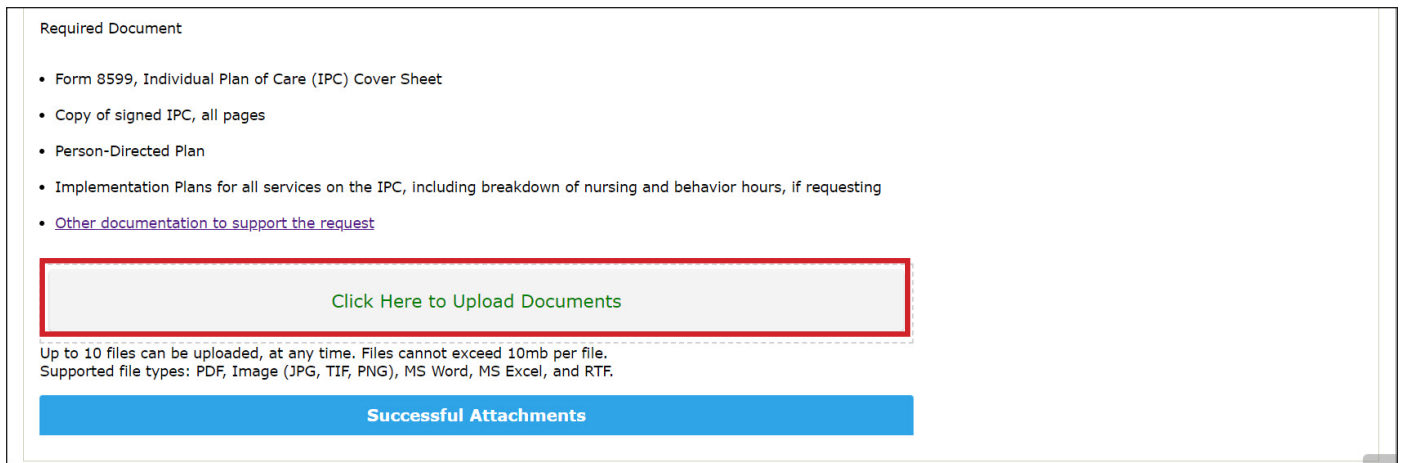 Required Document
• Form 8599, Individual Plan of Care (IPC) Cover Sheet
• Copy of signed IPC, all pages
• Person-Directed Plan
• Implementation Plans for all services on the IPC, including breakdown of nursing and behavior hours, if requesting
• Other documentation to support the request
Click Here to Upload Documents
Up to 10 files can be uploaded, at any time. Files cannot exceed 10mb per file.
Supported file types: PDF, Image (JPG, TIF, PNG), MS Word, MS Excel, and RTF.
Successful Attachments